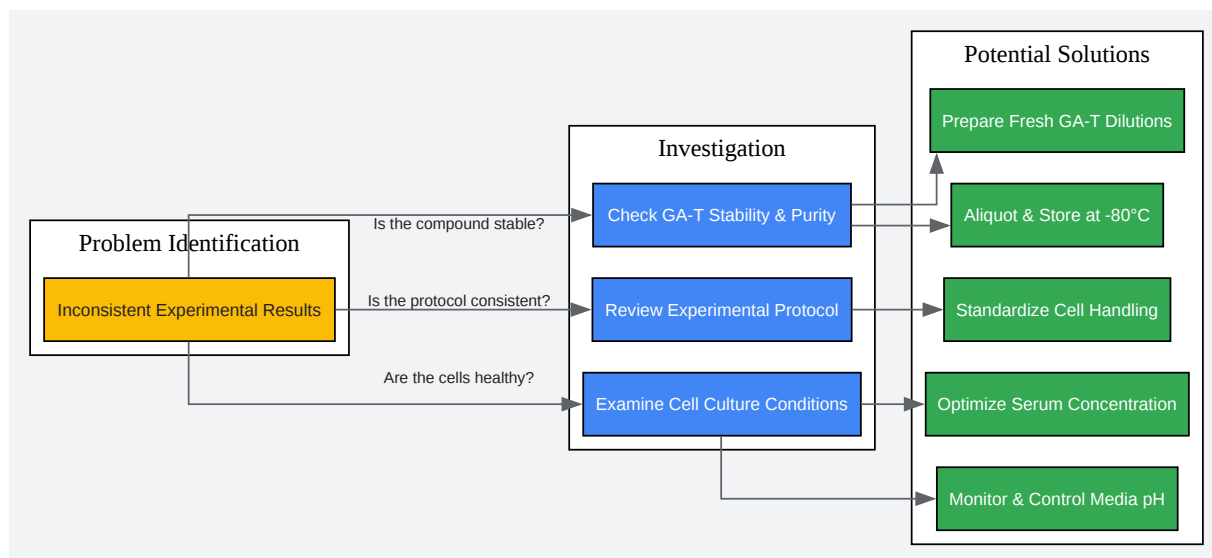 Problem Identification
Inconsistent Experimental Results
Is the compound stable?
Is the protocol consistent?
Are the cells healthy?
Investigation
Check GA-T Stability & Purity
Review Experimental Protocol
Examine Cell Culture Conditions
Potential Solutions
Prepare Fresh GA-T Dilutions
Aliquot & Store at -80°C
Standardize Cell Handling
Optimize Serum Concentration
Monitor & Control Media pH